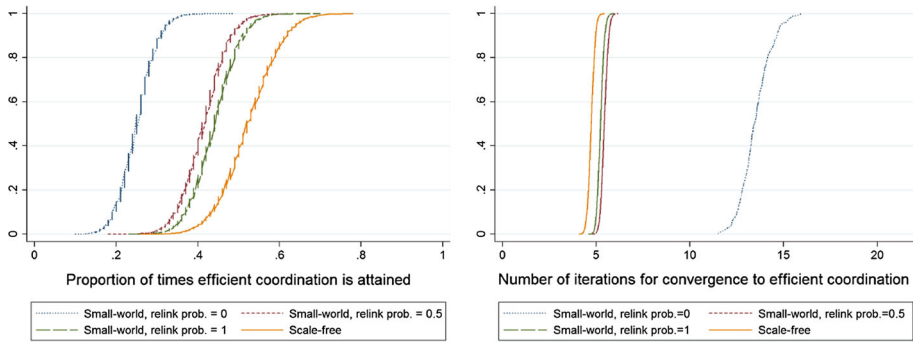 1
.8
.6
.4
.2
0
0 .2 .4 .6 .8 1
Proportion of times efficient coordination is attained
Small-world, relink prob. = 0 Small-world, relink prob. = 0.5
Small-world, relink prob. = 1 Scale-free
1
.8
.6
.4
.2
0
0 5 10 15 20
Number of iterations for convergence to efficient coordination
Small-world, relink prob.=0 Small-world, relink prob.=0.5
Small-world, relink prob.=1 Scale-free